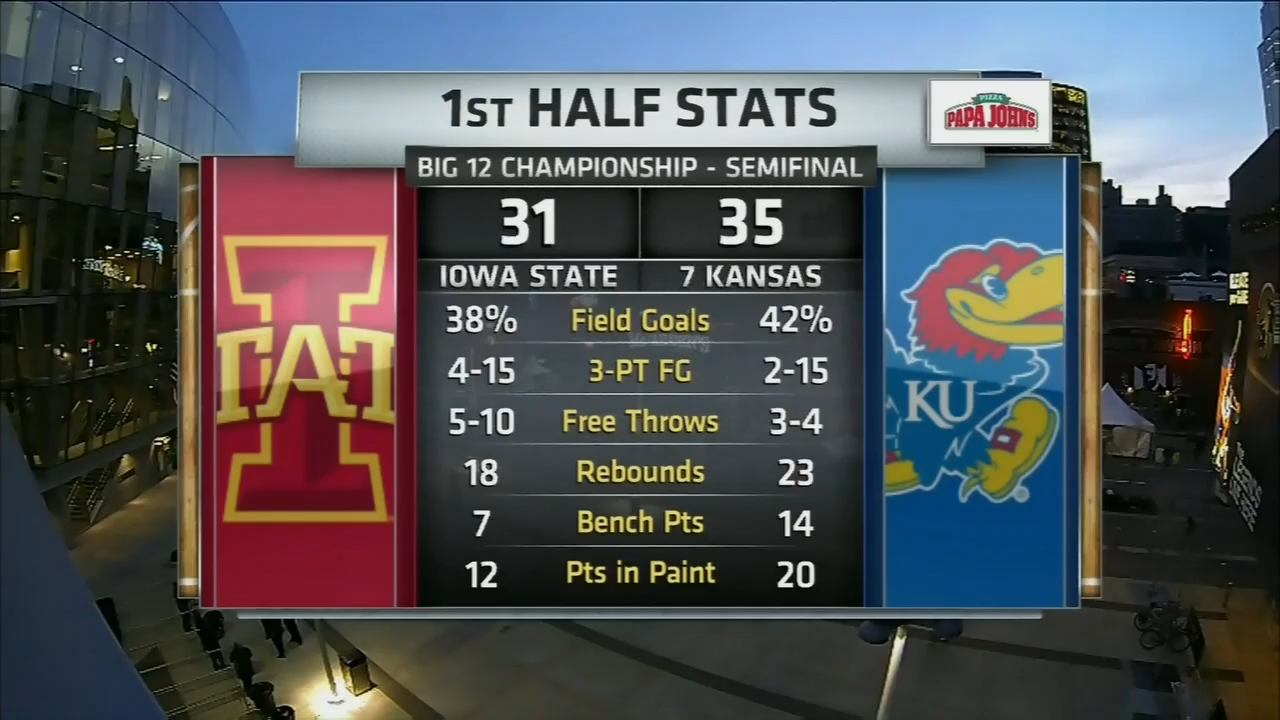 1ST HALF STATS
PIZZA
PAPA JOHNS
BIG 12 CHAMPIONSHIP - SEMIFINAL
31 35
IOWA STATE 7 KANSAS
38% Field Goals 42%
4-15 3-PT FG 2-15
5-10 Free Throws 3-4
18 Rebounds 23
7 Bench Pts 14
12 Pts in Paint 20
STATE
KU